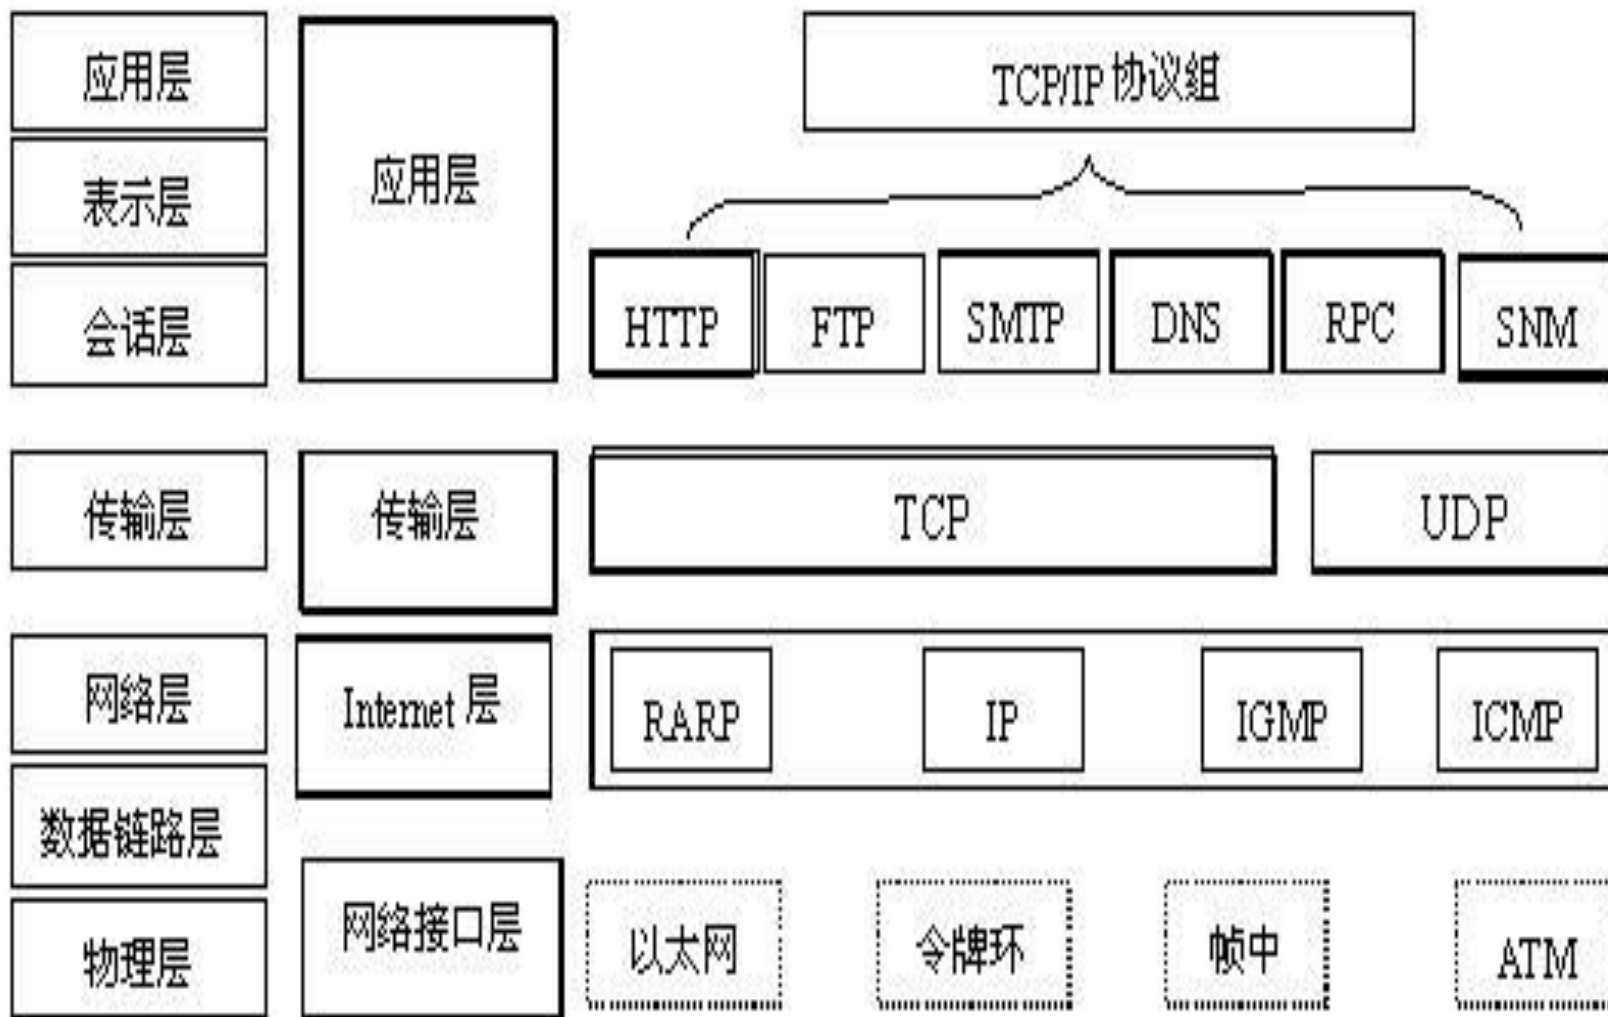 应用层
表示层
会话层
传输层
网络层
数据链路层
物理层
应用层
传输层
Internet 层
网络接口层
TCP/IP 协议组
HTTP FTP SMTP DNS RPC SNM
TCP UDP
RARP IP IGMP ICMP
以太网 令牌环 帧中 ATM